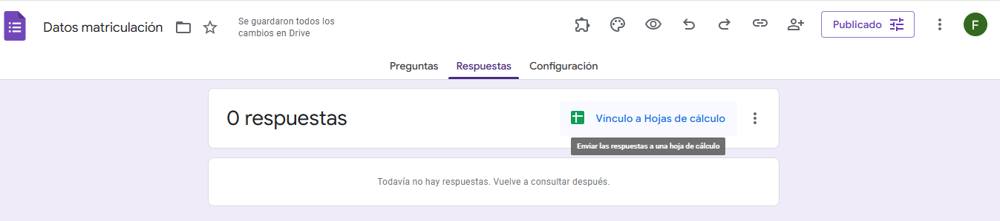 Datos matriculación
Se guardaron todos los
cambios en Drive
Publicado
F
Preguntas Respuestas Configuración
0 respuestas
Vínculo a Hojas de cálculo
Enviar las respuestas a una hoja de cálculo
Todavía no hay respuestas. Vuelve a consultar después.